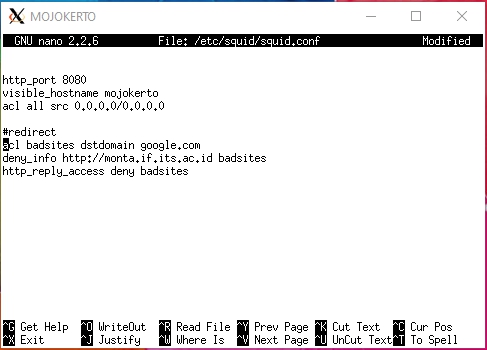 MOJOKERTO
GNU nano 2.2.6 File: /etc/squid/squid.conf Modified
http_port 8080
visible_hostname mojokerto
acl all src 0.0.0.0/0.0.0.0
#redirect
acl badsites dstdomain google.com
deny_info http://monta.if.its.ac.id badsites
http_reply_access deny badsites
^G Get Help ^O WriteOut ^R Read File ^Y Prev Page ^K Cut Text ^C Cur Pos
^X Exit ^J Justify ^W Where Is ^V Next Page ^U UnCut Text ^T To Spell